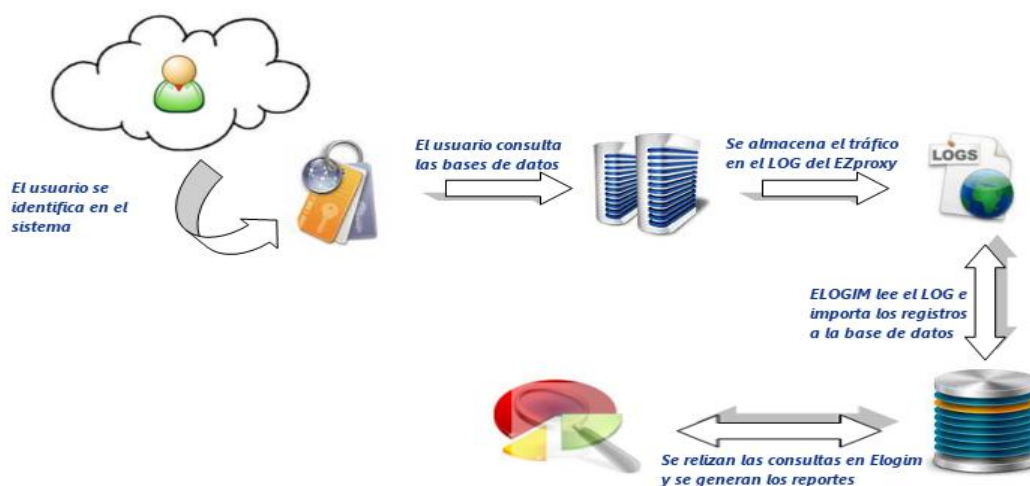 El usuario se
identifica en el
sistema
El usuario consulta
las bases de datos
Se almacena el tráfico
en el LOG del EZproxy
LOGS
ELOGIM lee el LOG e
importa los registros
a la base de datos
Se relizan las consultas en Elogim
y se generan los reportes